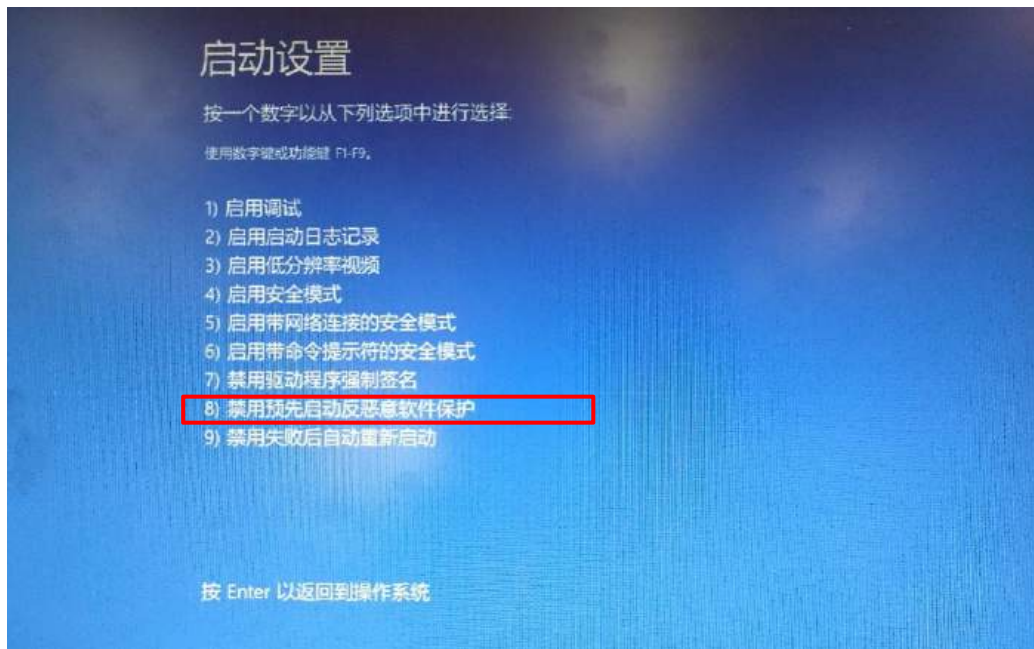 启动设置
按一个数字以从下列选项中进行选择:
使用数字键或功能键 F1-F9。
1) 启用调试
2) 启用启动日志记录
3) 启用低分辨率视频
4) 启用安全模式
5) 启用带网络连接的安全模式
6) 启用带命令提示符的安全模式
7) 禁用驱动程序强制签名
8) 禁用预先启动反恶意软件保护
9) 禁用失败后自动重新启动
按 Enter 以返回到操作系统